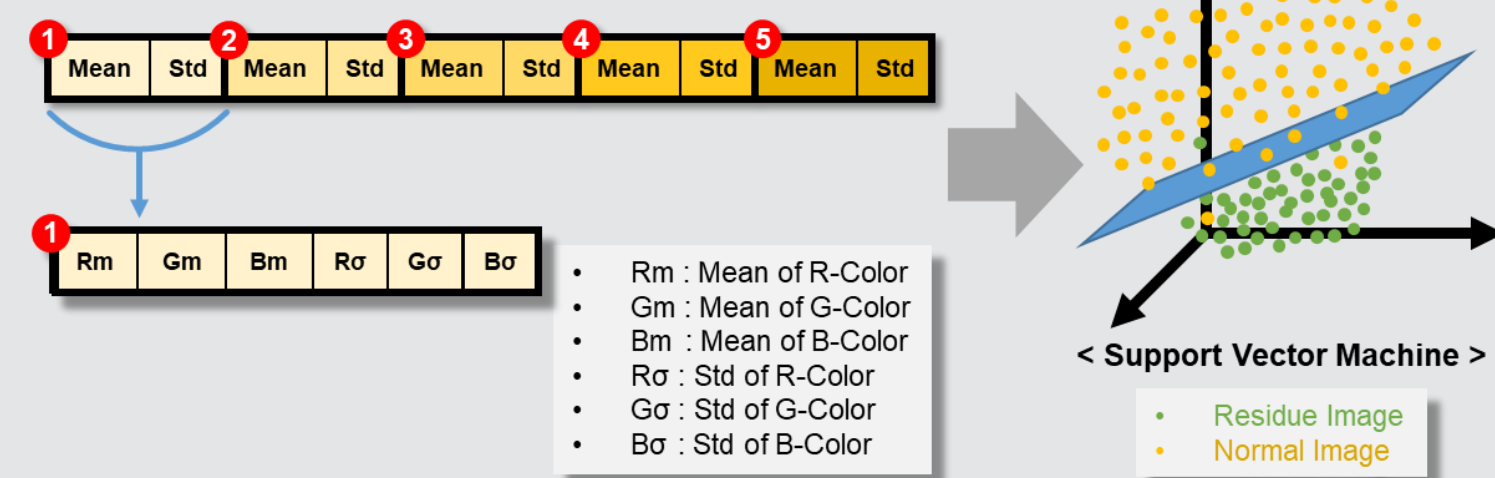 1 2 3 4 5
Mean Std Mean Std Mean Std Mean Std Mean Std
1
Rm Gm Bm Rσ Gσ Bσ
• Rm : Mean of R-Color
• Gm : Mean of G-Color
• Bm : Mean of B-Color
• Rσ : Std of R-Color
• Gσ : Std of G-Color
• Bσ : Std of B-Color
< Support Vector Machine >
• Residue Image
• Normal Image